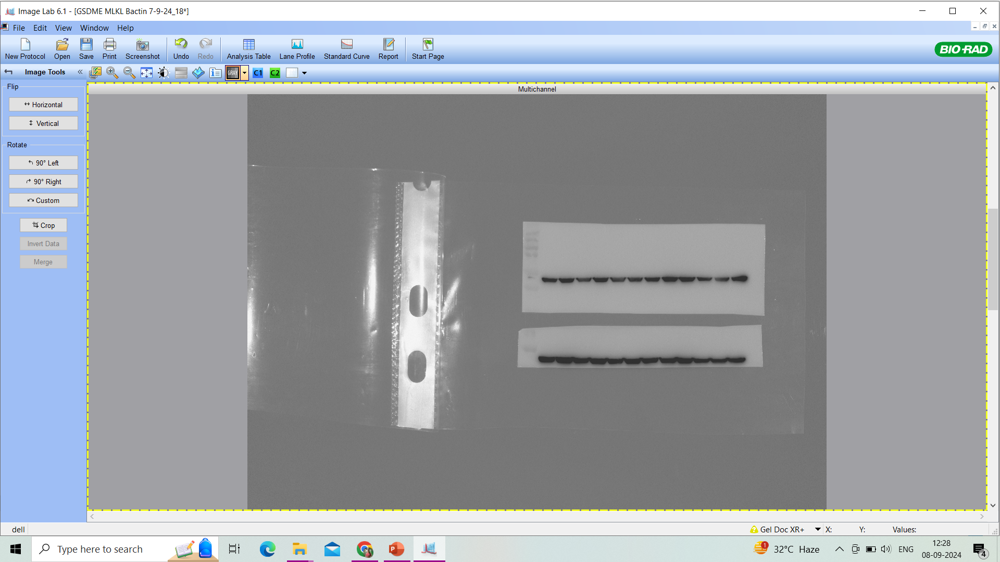 Image Lab 6.1 - [GSDME MLKL Bactin 7-9-24_18*]
File Edit View Window Help
New Protocol Open Save Print Screenshot Undo Redo Analysis Table Lane Profile Standard Curve Report Start Page
BIO-RAD
Image Tools « GRAY C1 C2
Multichannel
Flip
Horizontal
Vertical
Rotate
90° Left
90° Right
Custom
Crop
Invert Data
Merge
dell Gel Doc XR+ X: Y: Values:
Type here to search 1 32°C Haze ENG 12:28
08-09-2024 4